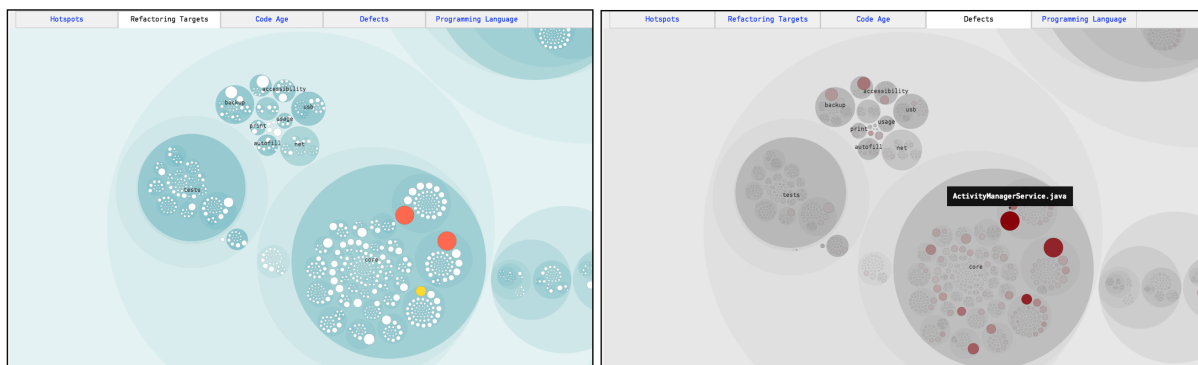 Hotspots
Refactoring Targets
Code Age
Defects
Programming Language
accessibility
backup
usb
usage
print
autofill
net
tests
core
Hotspots
Refactoring Targets
Code Age
Defects
Programming Language
accessibility
backup
usb
usage
print
autofill
net
tests
ActivityManagerService.java
core